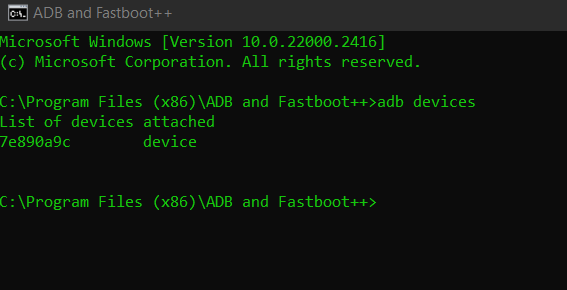 ADB and Fastboot++
Microsoft Windows [Version 10.0.22000.2416]
(c) Microsoft Corporation. All rights reserved.
C:\Program Files (x86)\ADB and Fastboot++>adb devices
List of devices attached
7e890a9c        device
C:\Program Files (x86)\ADB and Fastboot++>